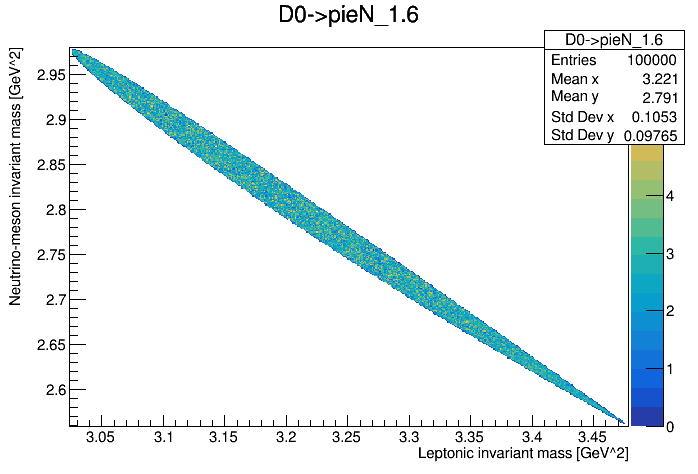 D0->pieN_1.6
Neutrino-meson invariant mass [GeV^2]
D0->pieN_1.6
Entries 100000
Mean x 3.221
Mean y 2.791
Std Dev x 0.1053
Std Dev y 0.09765
2.95
2.9
2.85
2.8
2.75
2.7
2.65
2.6
4
3
2
1
0
3.05 3.1 3.15 3.2 3.25 3.3 3.35 3.4 3.45
Leptonic invariant mass [GeV^2]